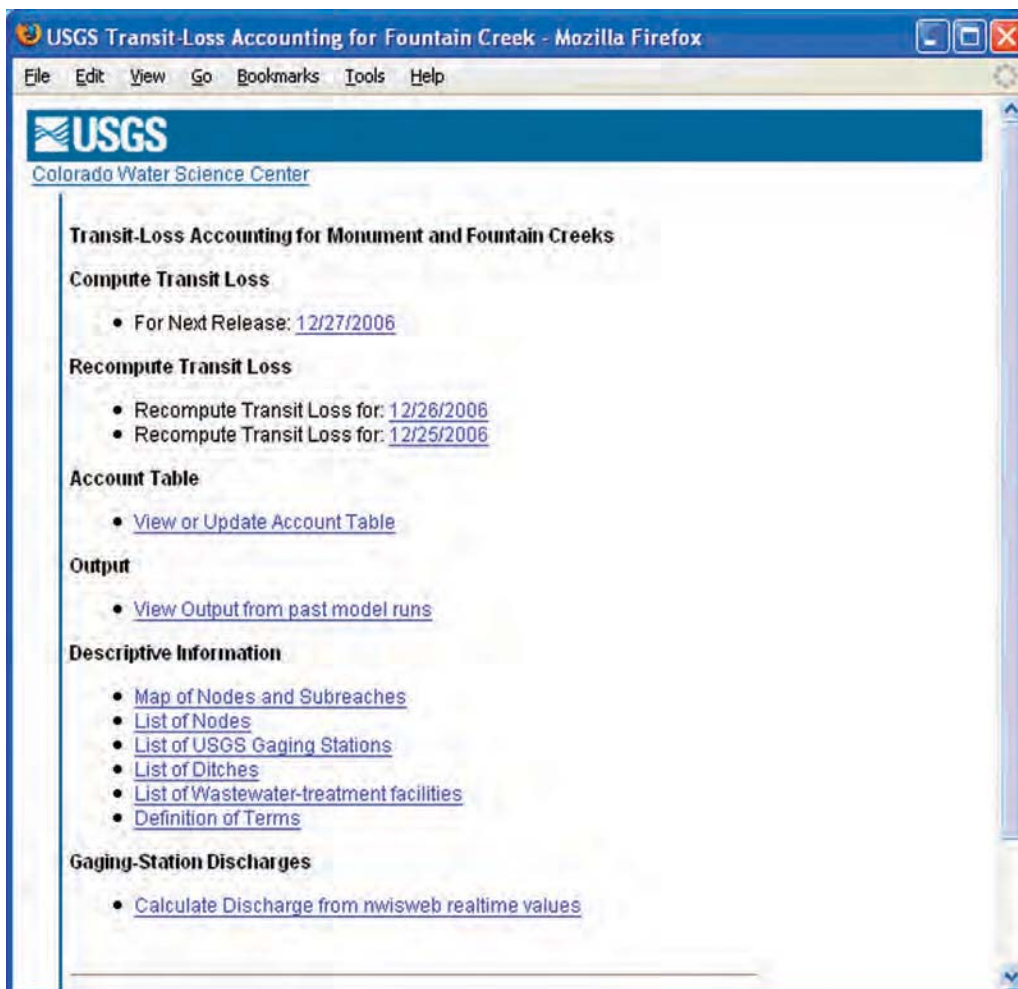 USGS Transit-Loss Accounting for Fountain Creek - Mozilla Firefox
File Edit View Go Bookmarks Tools Help
USGS
Colorado Water Science Center
Transit-Loss Accounting for Monument and Fountain Creeks
Compute Transit Loss
• For Next Release: 12/27/2006
Recompute Transit Loss
• Recompute Transit Loss for: 12/26/2006
• Recompute Transit Loss for: 12/25/2006
Account Table
• View or Update Account Table
Output
• View Output from past model runs
Descriptive Information
• Map of Nodes and Subreaches
• List of Nodes
• List of USGS Gaging Stations
• List of Ditches
• List of Wastewater-treatment facilities
• Definition of Terms
Gaging-Station Discharges
• Calculate Discharge from nwisweb realtime values